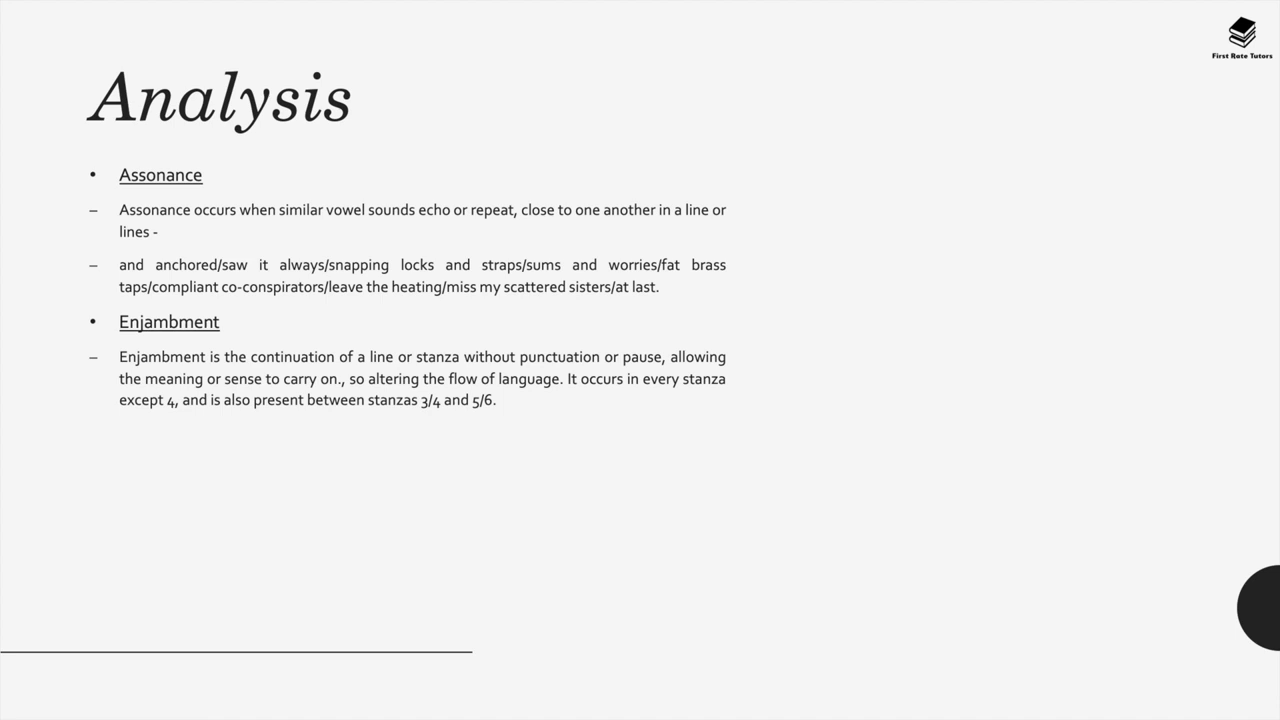 First Rate Tutors
Analysis
• Assonance
– Assonance occurs when similar vowel sounds echo or repeat, close to one another in a line or
lines -
– and anchored/saw it always/snapping locks and straps/sums and worries/fat brass
taps/compliant co-conspirators/leave the heating/miss my scattered sisters/at last.
• Enjambment
– Enjambment is the continuation of a line or stanza without punctuation or pause, allowing
the meaning or sense to carry on., so altering the flow of language. It occurs in every stanza
except 4, and is also present between stanzas 3/4 and 5/6.